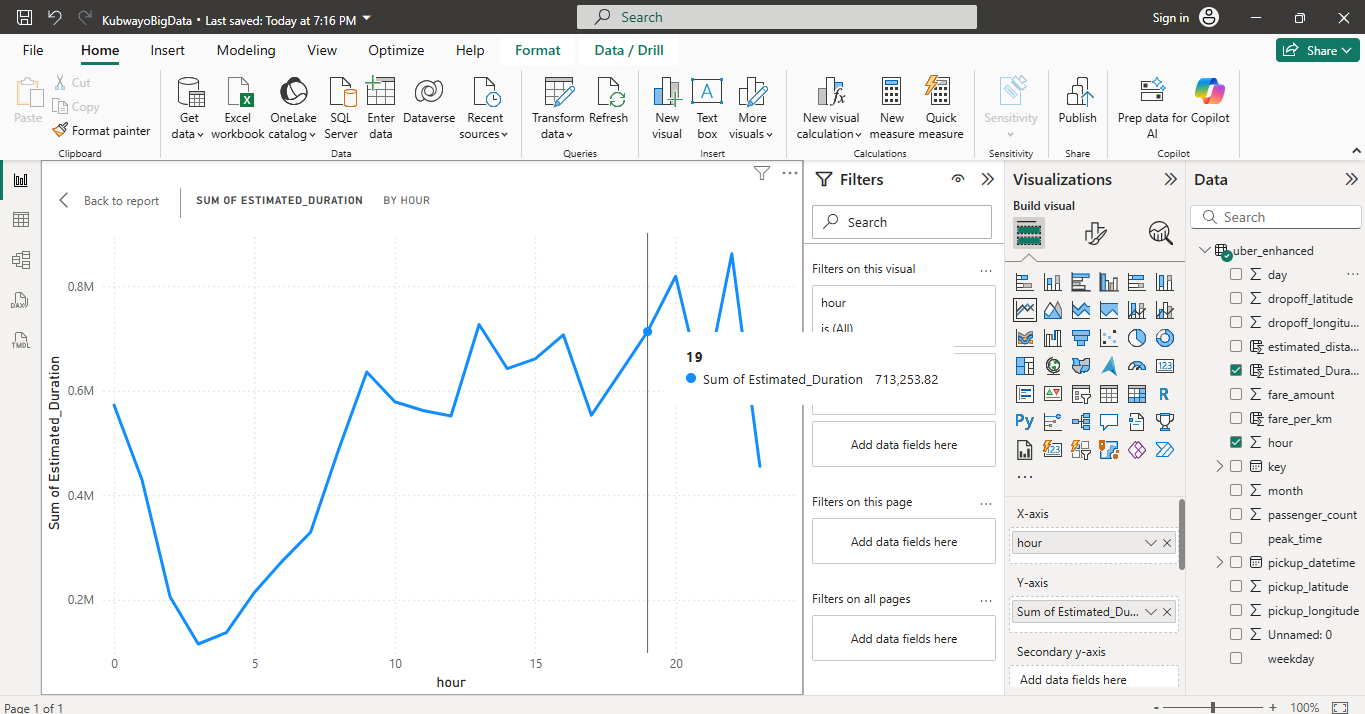 KubwayoBigData • Last saved: Today at 7:16 PM
Search
Sign in
File
Home
Insert
Modeling
View
Optimize
Help
Format
Data / Drill
Share
Paste
Cut
Copy
Format painter
Clipboard
Get data
Excel workbook
OneLake catalog
SQL Server
Enter data
Dataverse
Recent sources
Data
Transform data
Refresh
Queries
New visual
Text box
More visuals
Insert
New visual calculation
New measure
Quick measure
Calculations
Sensitivity
Sensitivity
Publish
Share
Prep data for AI
Copilot
Copilot
DAX
TMDL
Back to report
SUM OF ESTIMATED_DURATION
BY HOUR
Sum of Estimated_Duration
0.8M
0.6M
0.4M
0.2M
0
5
10
15
20
hour
19
Sum of Estimated_Duration 713,253.82
Filters
Search
Filters on this visual
...
hour
is (All)
Add data fields here
Filters on this page
...
Add data fields here
Filters on all pages
...
Add data fields here
Visualizations
Build visual
123
R
Py
123
...
X-axis
hour
Y-axis
Sum of Estimated_Du...
Secondary y-axis
Add data fields here
Data
Search
uber_enhanced
day
...
dropoff_latitude
dropoff_longitu...
estimated_dista...
Estimated_Dura...
fare_amount
fare_per_km
hour
key
month
passenger_count
peak_time
pickup_datetime
pickup_latitude
pickup_longitude
Unnamed: 0
weekday
Page 1 of 1
- + 100%